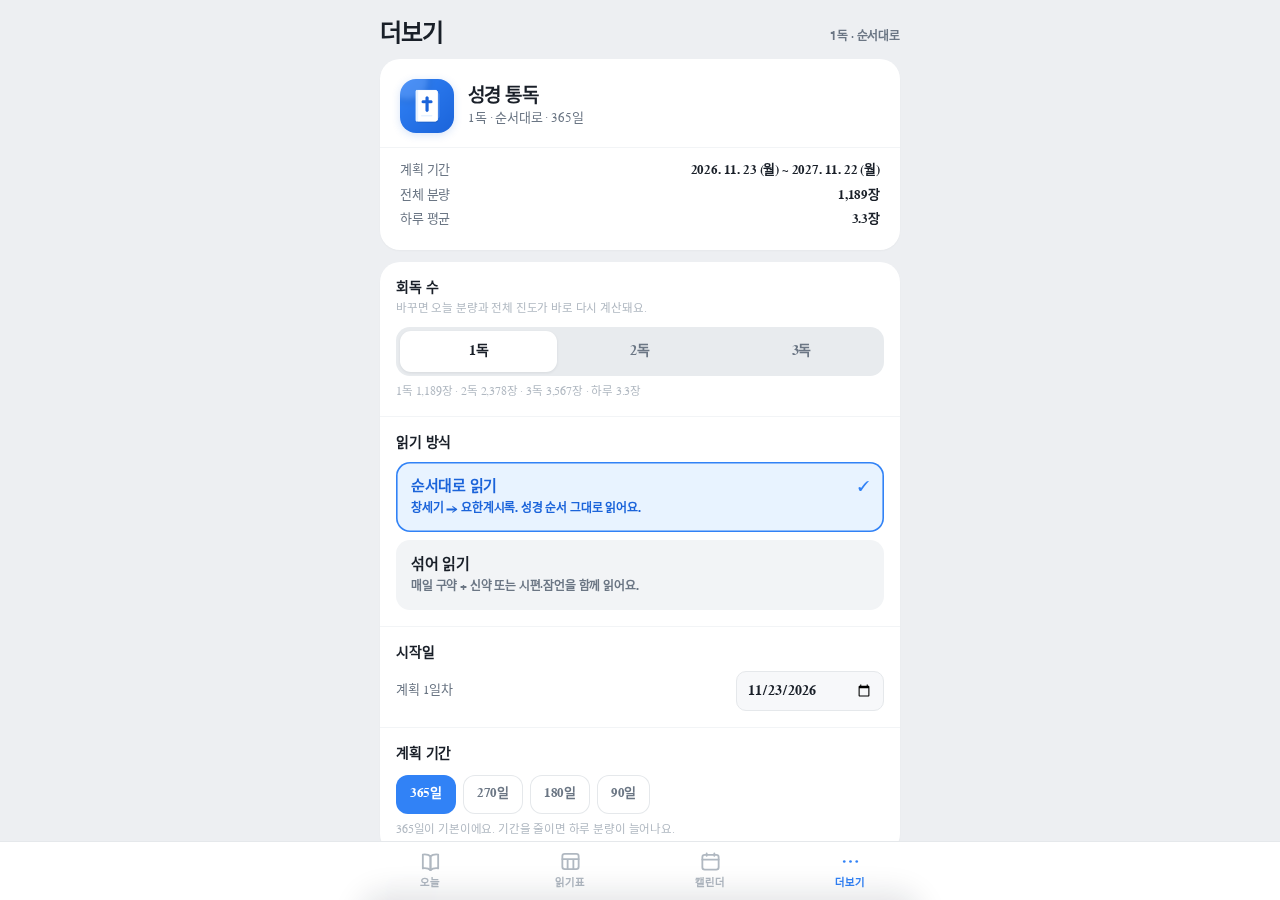 더보기
1독 · 순서대로
성경 통독
1독 · 순서대로 · 365일
계획 기간
2026. 11. 23 (월) ~ 2027. 11. 22 (월)
전체 분량
1,189장
하루 평균
3.3장
회독 수
바꾸면 오늘 분량과 전체 진도가 바로 다시 계산돼요.
1독
2독
3독
1독 1,189장 · 2독 2,378장 · 3독 3,567장 · 하루 3.3장
읽기 방식
순서대로 읽기
✓
창세기 → 요한계시록. 성경 순서 그대로 읽어요.
섞어 읽기
매일 구약 + 신약 또는 시편·잠언을 함께 읽어요.
시작일
계획 1일차
11/23/2026
계획 기간
365일
270일
180일
90일
365일이 기본이에요. 기간을 줄이면 하루 분량이 늘어나요.
오늘
읽기표
캘린더
더보기